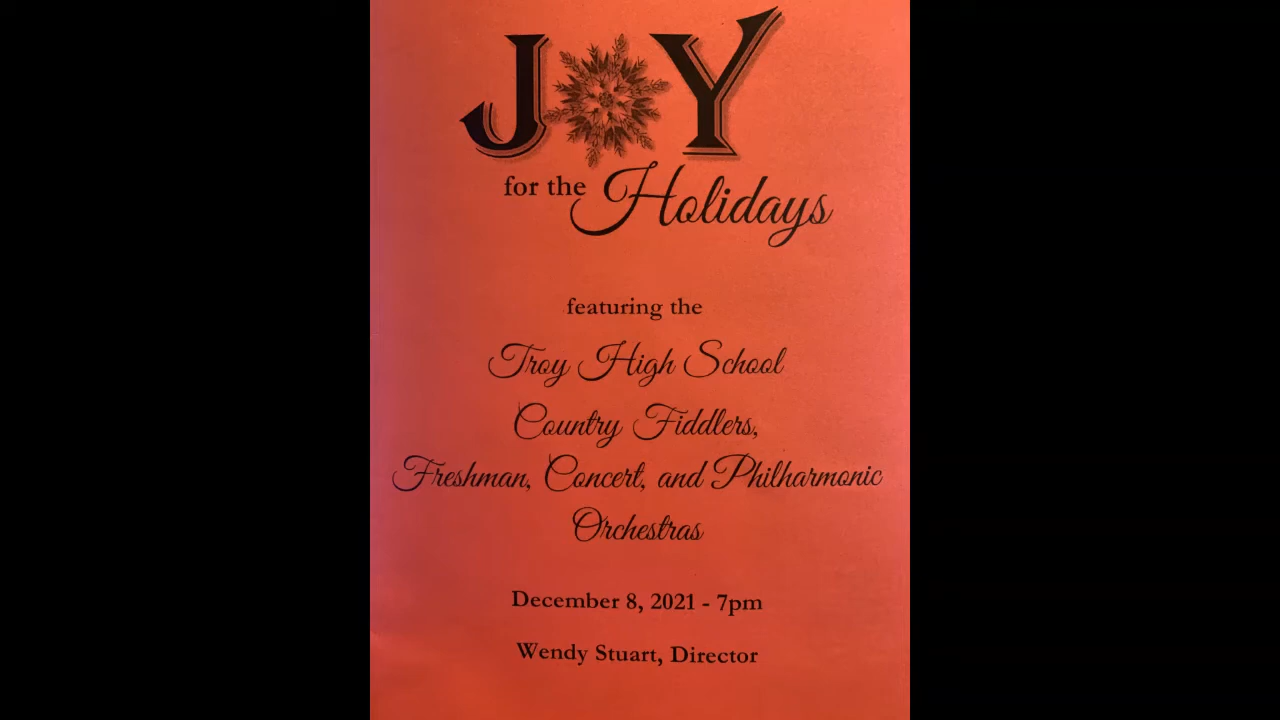 JOY
for the Holidays
featuring the
Troy High School
Country Fiddlers,
Freshman, Concert, and Philharmonic
Orchestras
December 8, 2021 - 7pm
Wendy Stuart, Director